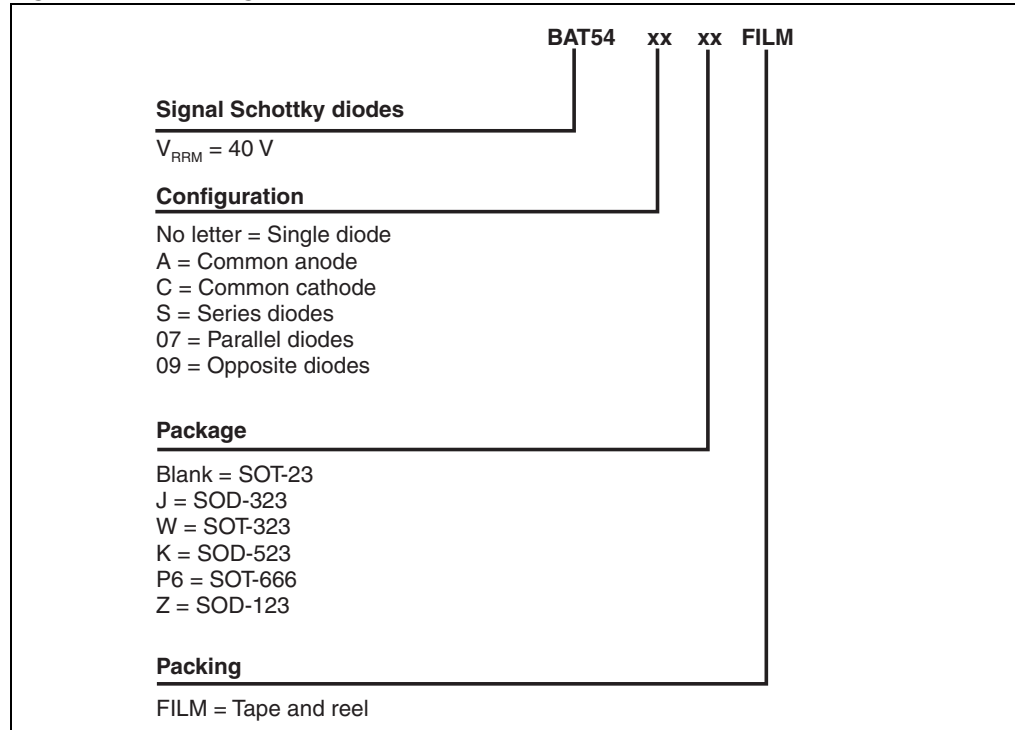 BAT54 xx xx FILM
Signal Schottky diodes
VRRM = 40 V
Configuration
No letter = Single diode
A = Common anode
C = Common cathode
S = Series diodes
07 = Parallel diodes
09 = Opposite diodes
Package
Blank = SOT-23
J = SOD-323
W = SOT-323
K = SOD-523
P6 = SOT-666
Z = SOD-123
Packing
FILM = Tape and reel